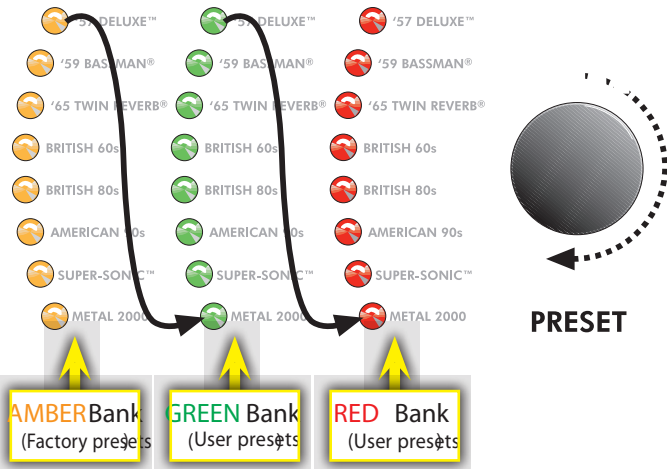 '57 DELUXE™
'59 BASSMAN®
'65 TWIN REVERB®
BRITISH 60s
BRITISH 80s
AMERICAN 90s
SUPER-SONIC™
METAL 2000
'57 DELUXE™
'59 BASSMAN®
'65 TWIN REVERB®
BRITISH 60s
BRITISH 80s
AMERICAN 90s
SUPER-SONIC™
METAL 2000
'57 DELUXE™
'59 BASSMAN®
'65 TWIN REVERB®
BRITISH 60s
BRITISH 80s
AMERICAN 90s
SUPER-SONIC™
METAL 2000
PRESET
AMBER Bank
(Factory presets)
GREEN Bank
(User presets)
RED Bank
(User presets)